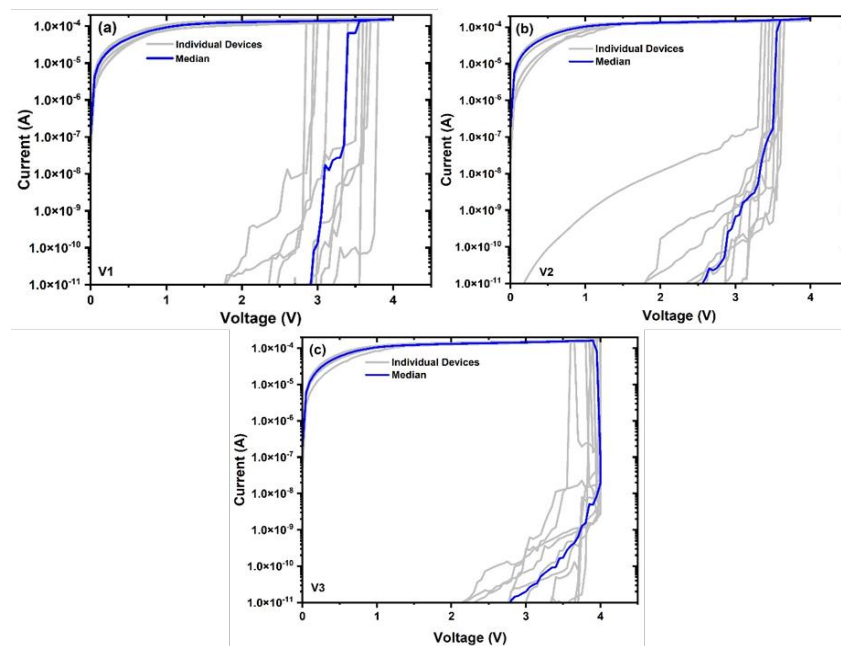 (a)
Individual Devices
Median
1.0×10⁻⁴
1.0×10⁻⁵
1.0×10⁻⁶
1.0×10⁻⁷
1.0×10⁻⁸
1.0×10⁻⁹
1.0×10⁻¹⁰
1.0×10⁻¹¹
Current (A)
V1
0 1 2 3 4
Voltage (V)
(b)
Individual Devices
Median
1.0×10⁻⁴
1.0×10⁻⁵
1.0×10⁻⁶
1.0×10⁻⁷
1.0×10⁻⁸
1.0×10⁻⁹
1.0×10⁻¹⁰
1.0×10⁻¹¹
Current (A)
V2
0 1 2 3 4
Voltage (V)
(c)
Individual Devices
Median
1.0×10⁻⁴
1.0×10⁻⁵
1.0×10⁻⁶
1.0×10⁻⁷
1.0×10⁻⁸
1.0×10⁻⁹
1.0×10⁻¹⁰
1.0×10⁻¹¹
Current (A)
V3
0 1 2 3 4
Voltage (V)